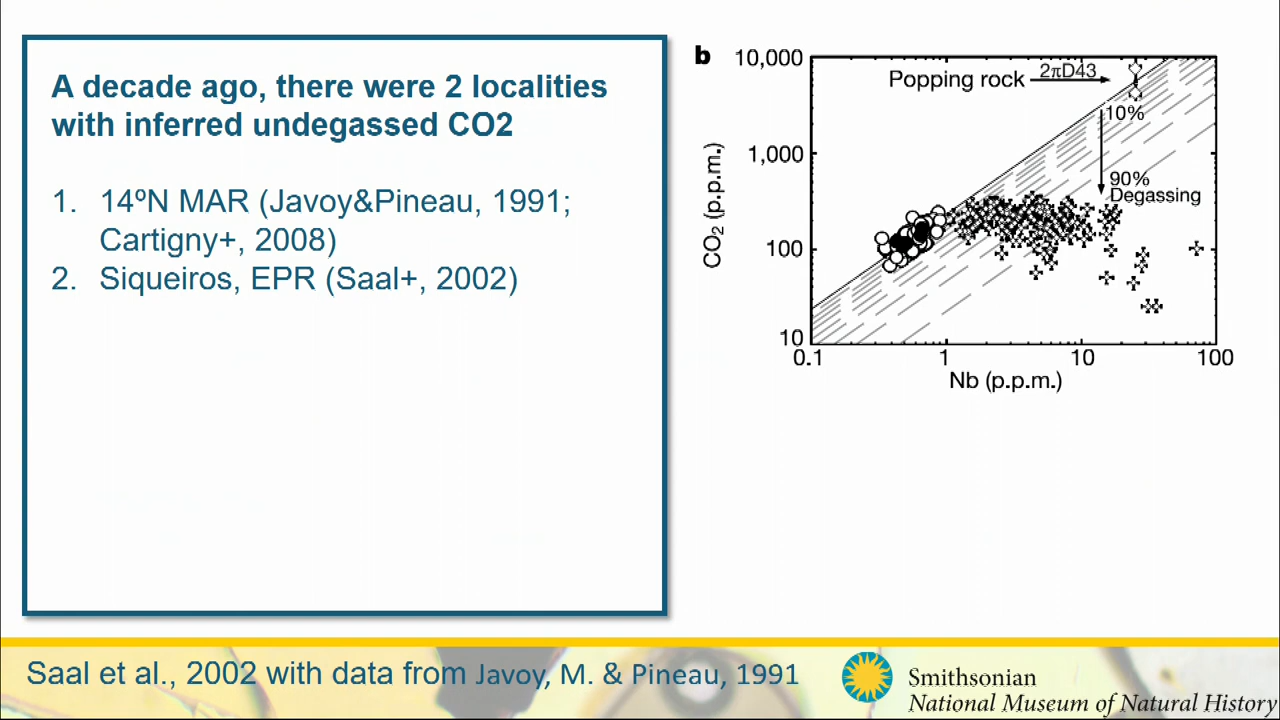 A decade ago, there were 2 localities
with inferred undegassed CO2
1. 14ºN MAR (Javoy&Pineau, 1991;
Cartigny+, 2008)
2. Siqueiros, EPR (Saal+, 2002)
b
10,000
1,000
100
10
CO2 (p.p.m.)
Popping rock
2πD43
10%
90%
Degassing
0.1
1
10
100
Nb (p.p.m.)
Saal et al., 2002 with data from Javoy, M. & Pineau, 1991
Smithsonian
National Museum of Natural History